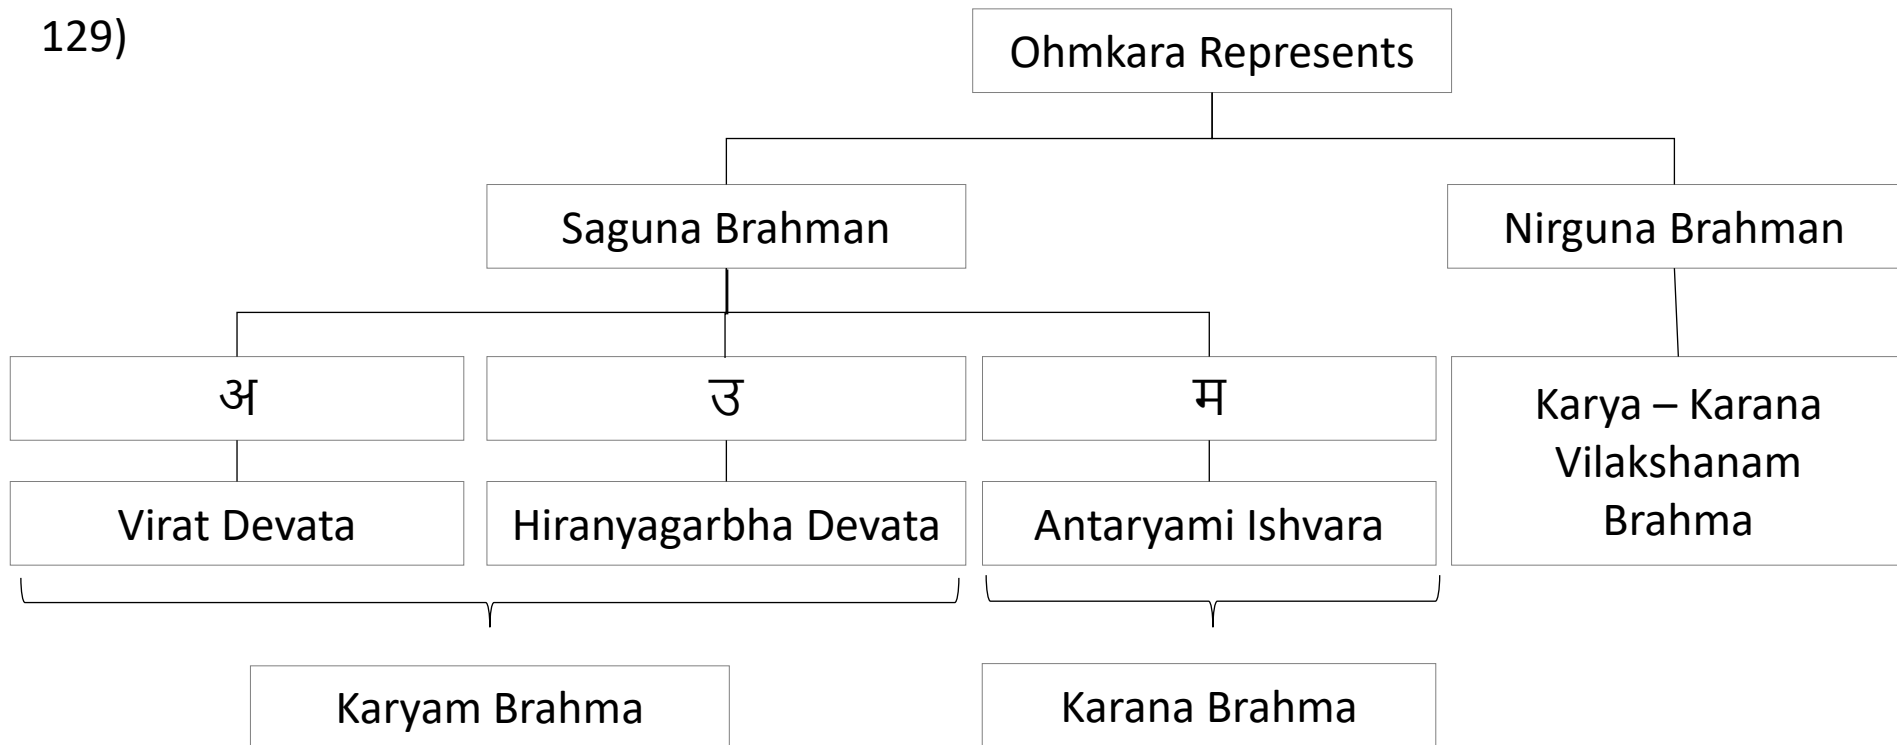 129)
Ohmkara Represents
Saguna Brahman
Nirguna Brahman
अ
उ
म
Karya – Karana
Vilakshanam
Brahma
Virat Devata
Hiranyagarbha Devata
Antaryami Ishvara
Karyam Brahma
Karana Brahma